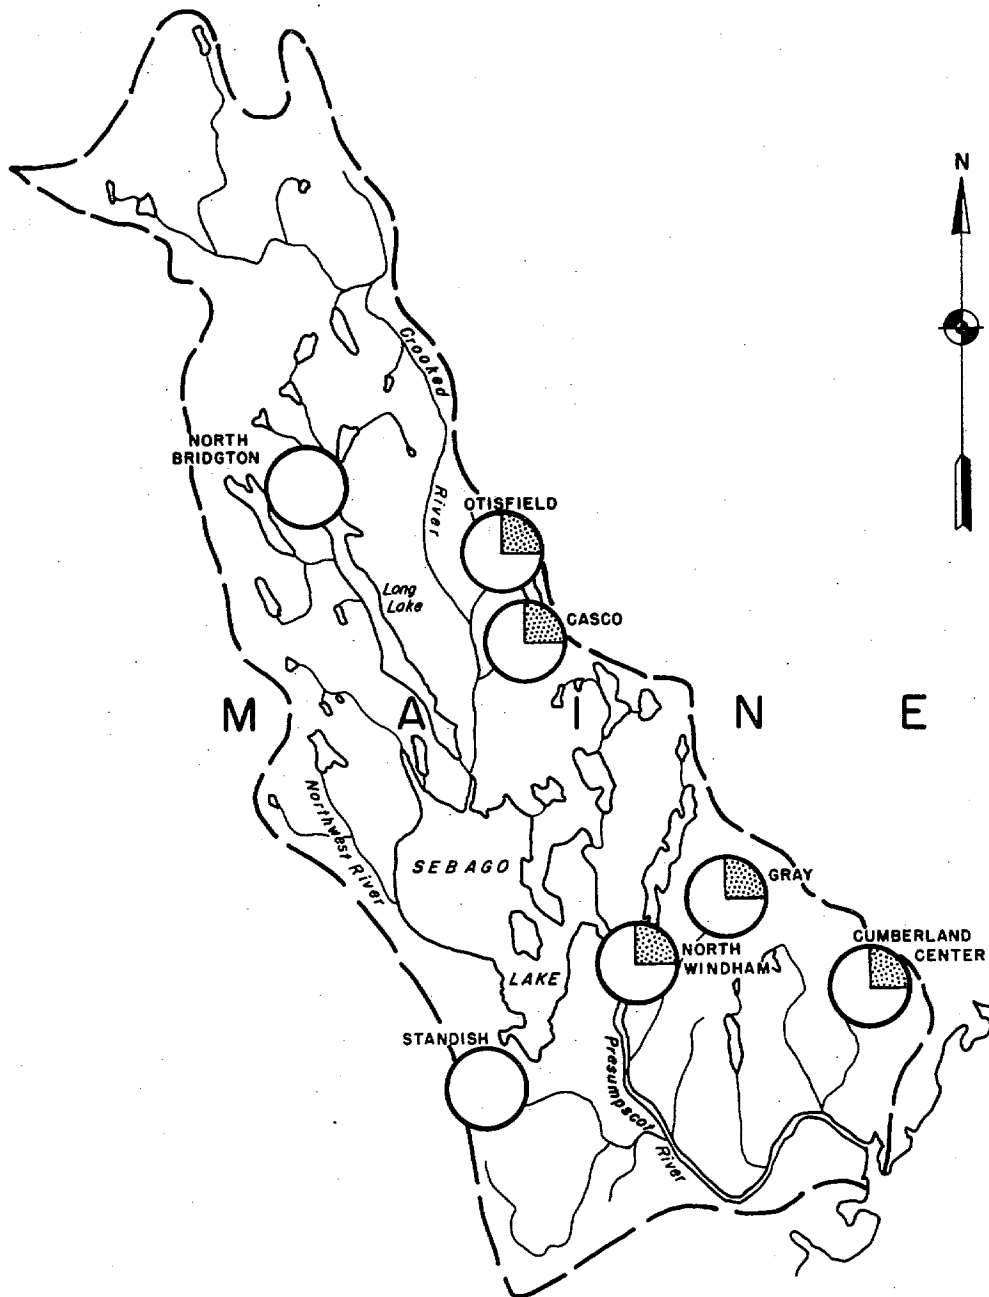 N
Crooked
River
NORTH
BRIDGTON
OTISFIELD
Long
Lake
CASCO
M A I N E
Northwest River
SEBAGO
LAKE
GRAY
NORTH
WINDHAM
CUMBERLAND
CENTER
STANDISH
Presumpscot
River